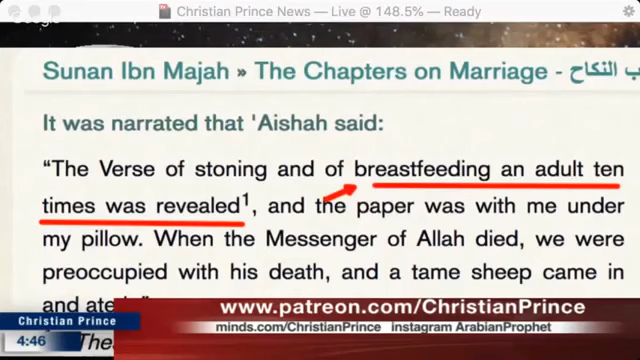 Christian Prince News — Live @ 148.5% — Ready
Sunan Ibn Majah » The Chapters on Marriage - ب النكاح
It was narrated that 'Aishah said:
“The Verse of stoning and of breastfeeding an adult ten
times was revealed1, and the paper was with me under
my pillow. When the Messenger of Allah died, we were
preoccupied with his death, and a tame sheep came in
and ate
www.patreon.com/ChristianPrince
Christian Prince
minds.com/ChristianPrince instagram ArabianProphet
4:46